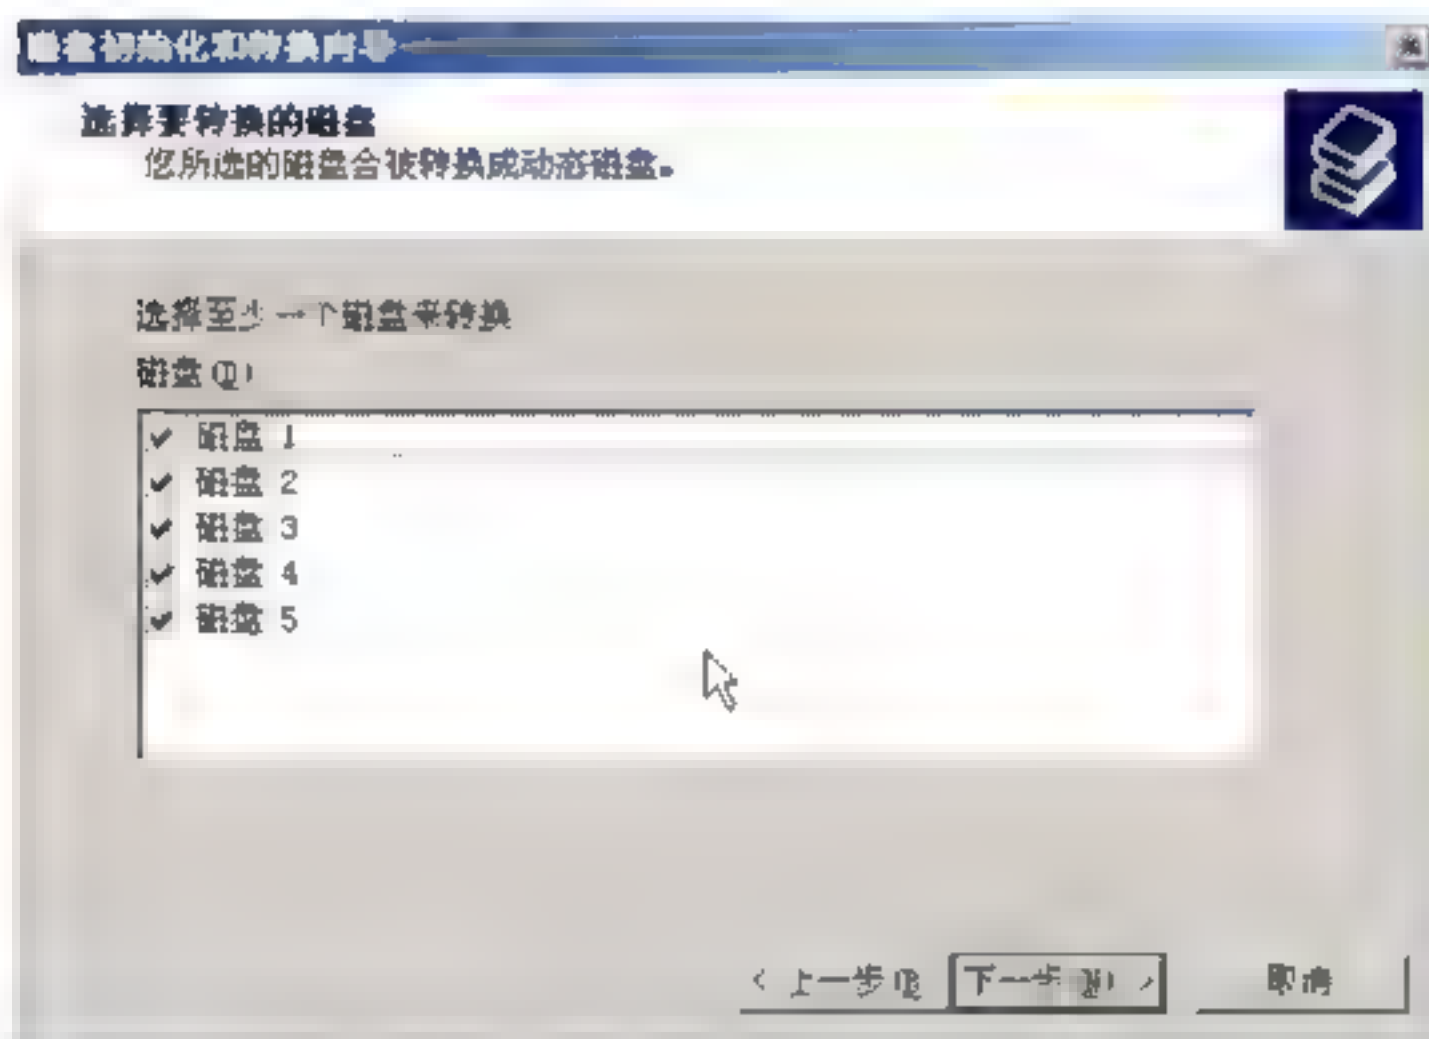 磁盘初始化和转换向导
选择要转换的磁盘
您所选的磁盘会被转换成动态磁盘。
选择至少一个磁盘来转换
磁盘(D)
磁盘 1
磁盘 2
磁盘 3
磁盘 4
磁盘 5
< 上一步(B) 下一步(N) > 取消